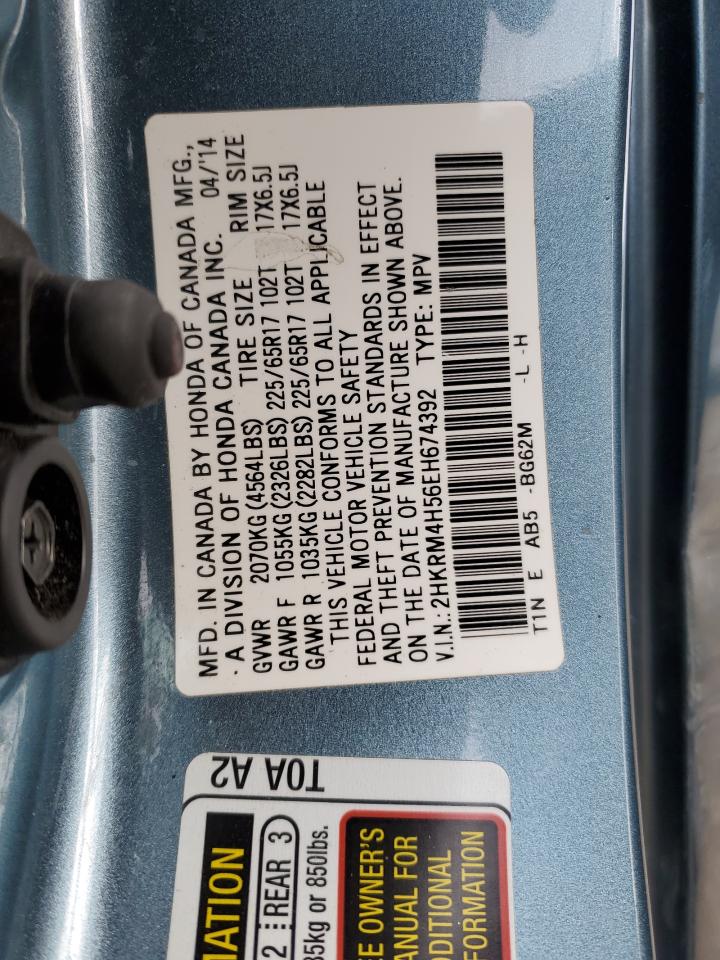 MFD. IN CANADA BY HONDA OF CANADA MFG.,
· A DIVISION OF HONDA CANADA INC. 04/'14
GVWR 2070KG (4564LBS) TIRE SIZE RIM SIZE
GAWR F 1055KG (2326LBS) 225/65R17 102T 17X6.5J
GAWR R 1035KG (2282LBS) 225/65R17 102T 17X6.5J
THIS VEHICLE CONFORMS TO ALL APPLICABLE
FEDERAL MOTOR VEHICLE SAFETY
AND THEFT PREVENTION STANDARDS IN EFFECT
ON THE DATE OF MANUFACTURE SHOWN ABOVE.
V.I.N.: 2HKRM4H56EH674392 TYPE: MPV
T1N E AB5 -BG62M -L -H
T0A A2
MATION
2 REAR 3
85kg or 850lbs.
EE OWNER'S
ANUAL FOR
DDITIONAL
FORMATION